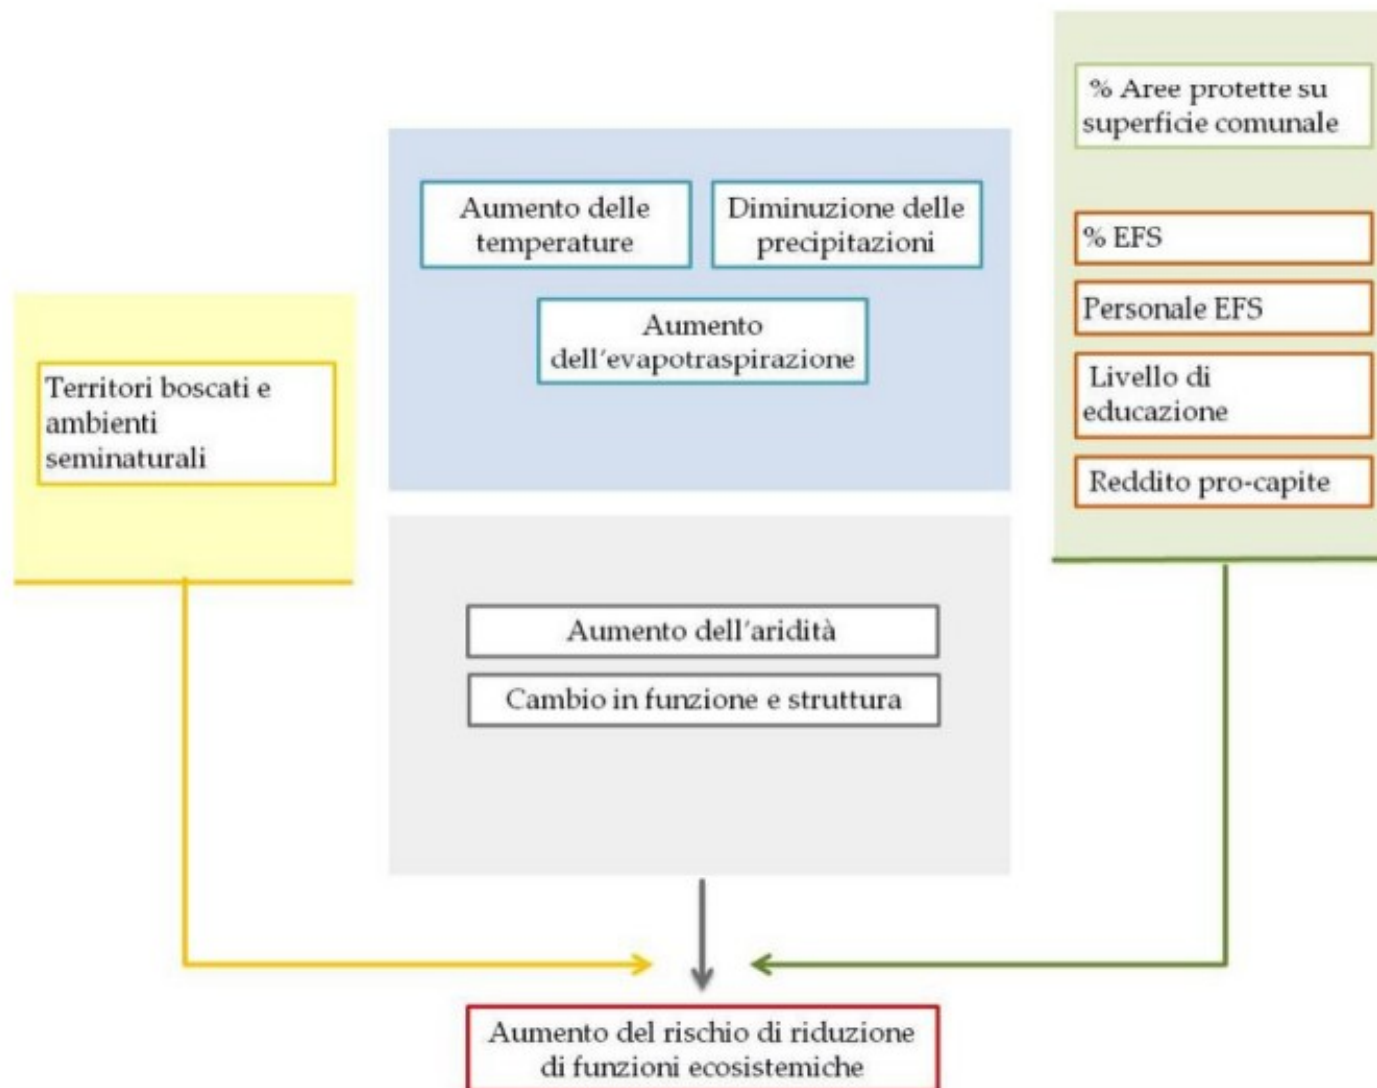 % Aree protette su
superficie comunale
Aumento delle
temperature
Diminuzione delle
precipitazioni
% EFS
Personale EFS
Aumento
dell'evapotraspirazione
Livello di
educazione
Territori boscati e
ambienti
seminaturali
Reddito pro-capite
Aumento dell'aridità
Cambio in funzione e struttura
Aumento del rischio di riduzione
di funzioni ecosistemiche